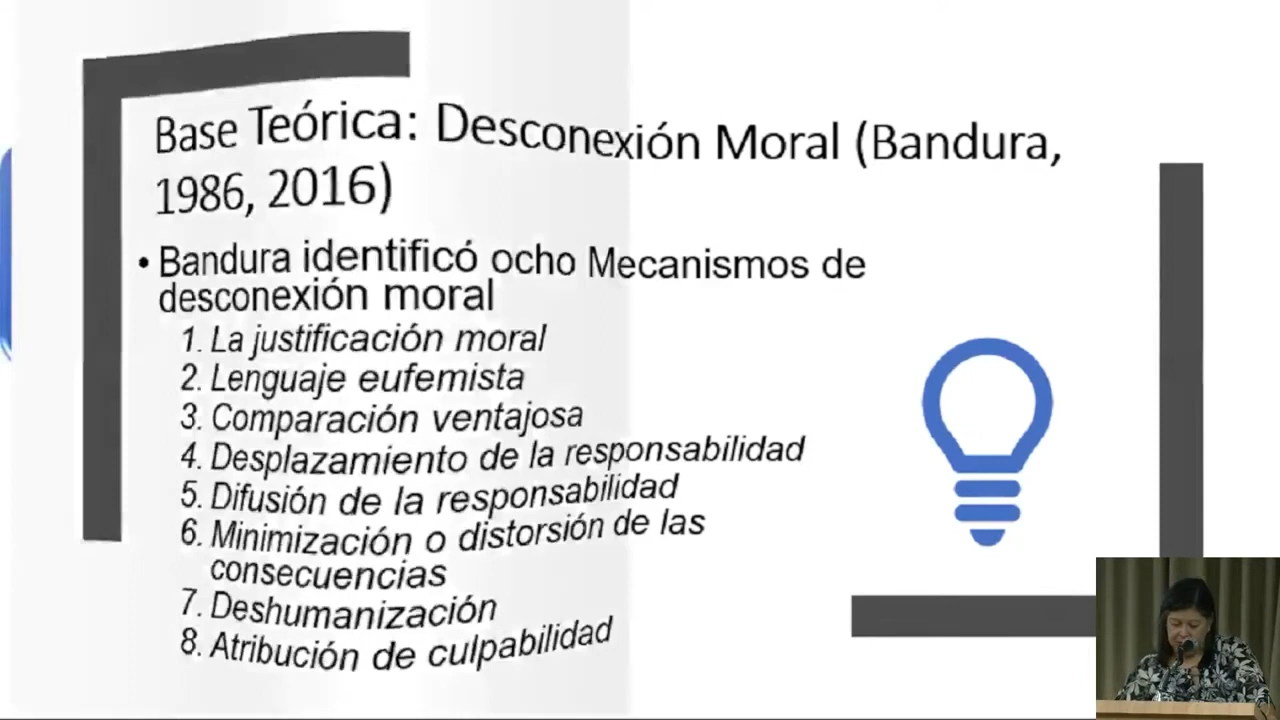 Base Teórica: Desconexión Moral (Bandura,
1986, 2016)
• Bandura identificó ocho Mecanismos de
desconexión moral
1. La justificación moral
2. Lenguaje eufemista
3. Comparación ventajosa
4. Desplazamiento de la responsabilidad
5. Difusión de la responsabilidad
6. Minimización o distorsión de las
consecuencias
7. Deshumanización
8. Atribución de culpabilidad